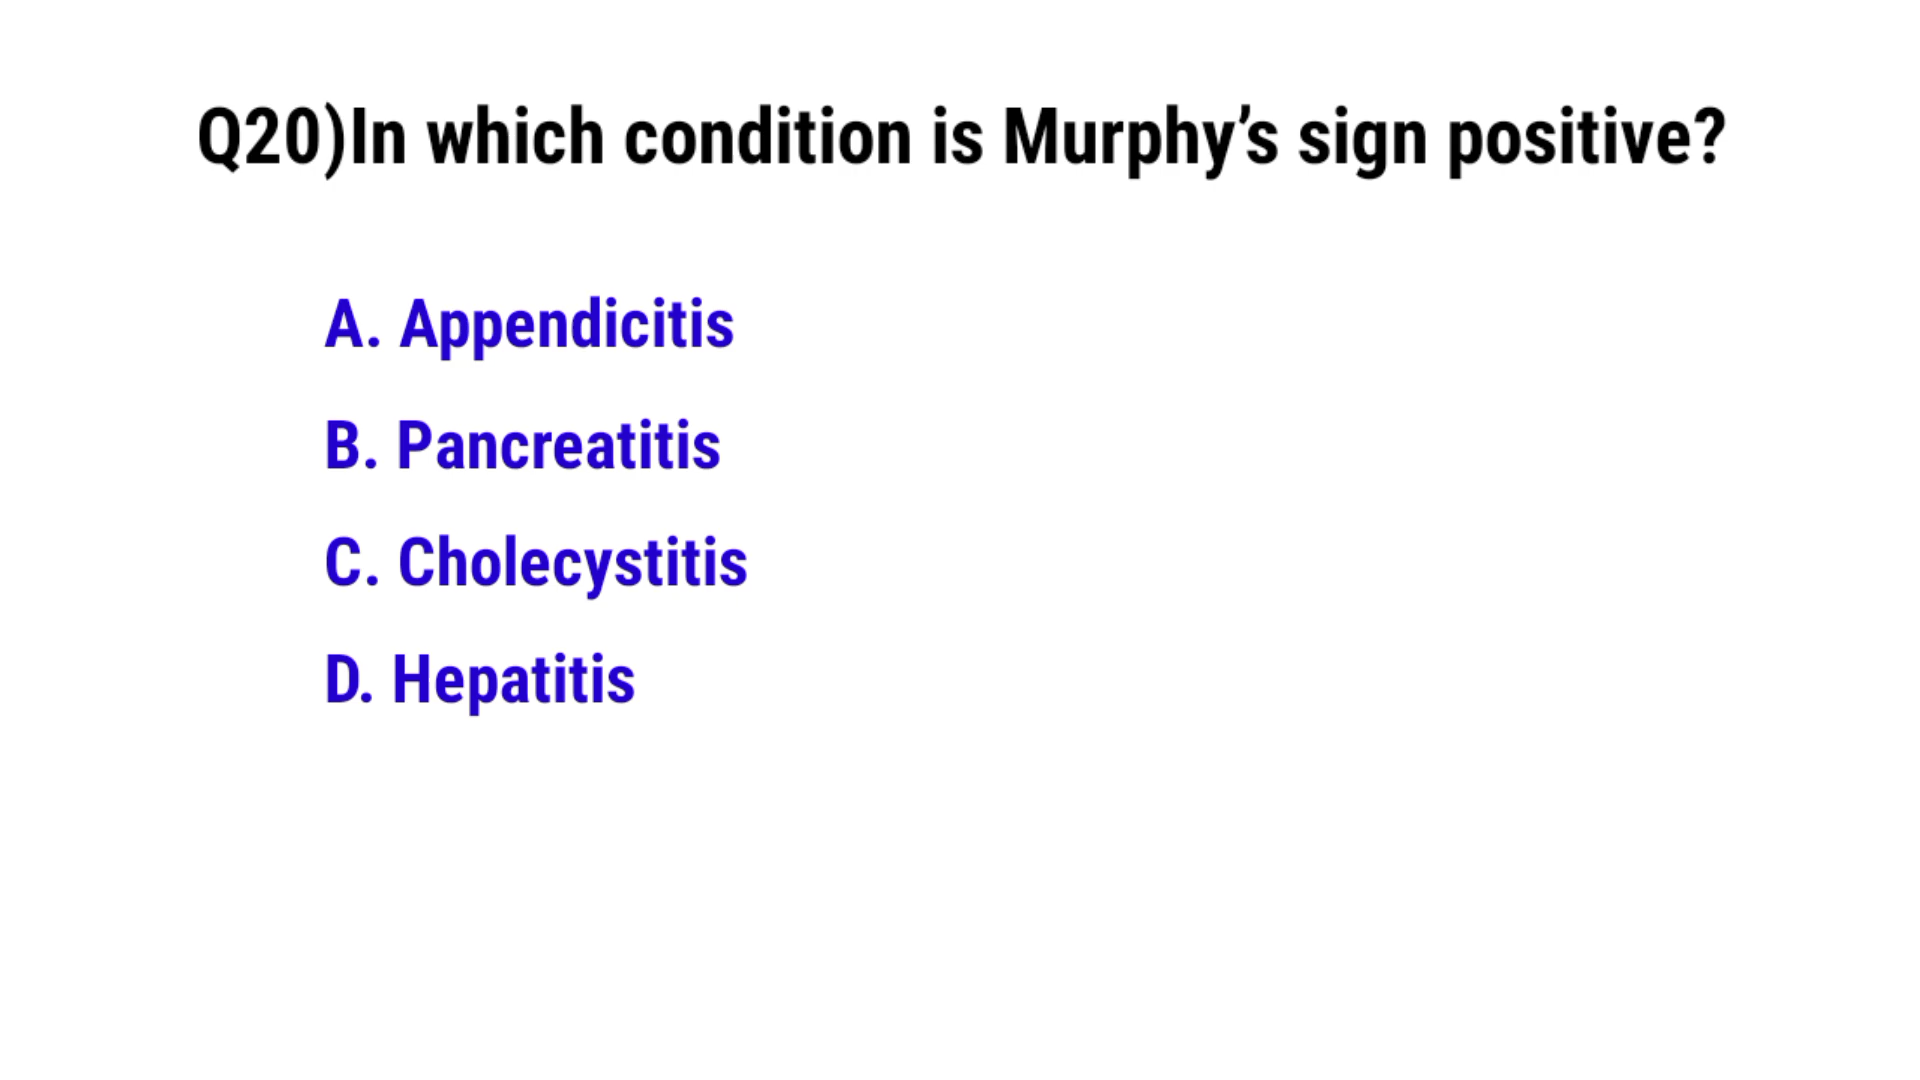 Q20)In which condition is Murphy’s sign positive?
A. Appendicitis
B. Pancreatitis
C. Cholecystitis
D. Hepatitis